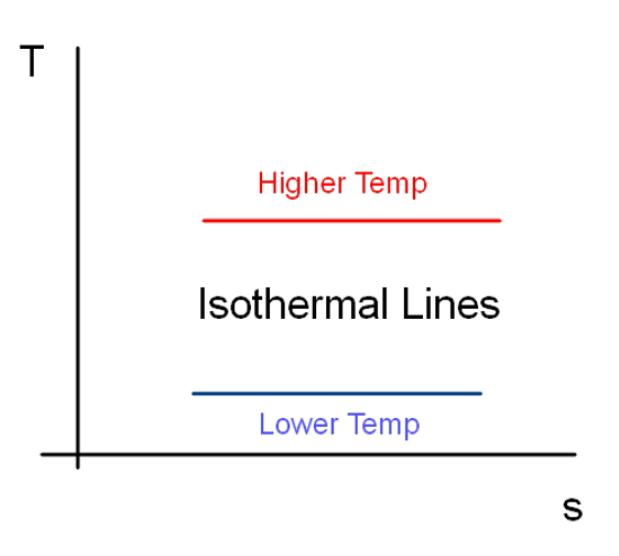 T
Higher Temp
Isothermal Lines
Lower Temp
s